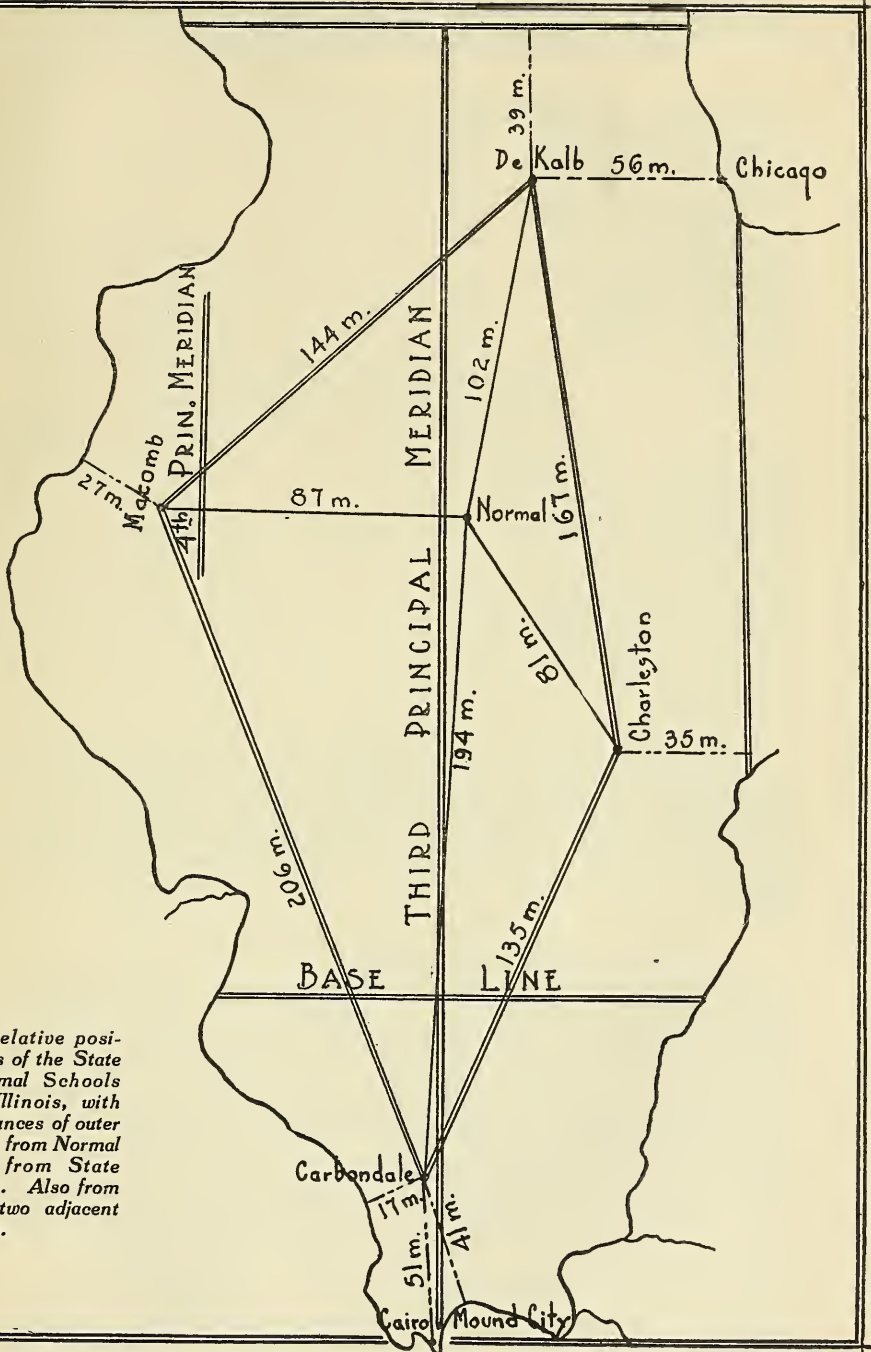 39 m.
De Kalb
56 m.
Chicago
144 m.
102 m.
167 m.
4th PRIN. MERIDIAN
Macomb
27 m.
87 m.
Normal
THIRD PRINCIPAL MERIDIAN
81 m.
Charleston
35 m.
194 m.
206 m.
135 m.
BASE LINE
elative posi-
s of the State
mal Schools
llinois, with
ances of outer
from Normal
from State
. Also from
two adjacent
.
Carbondale
17 m.
41 m.
51 m.
Cairo
Mound City